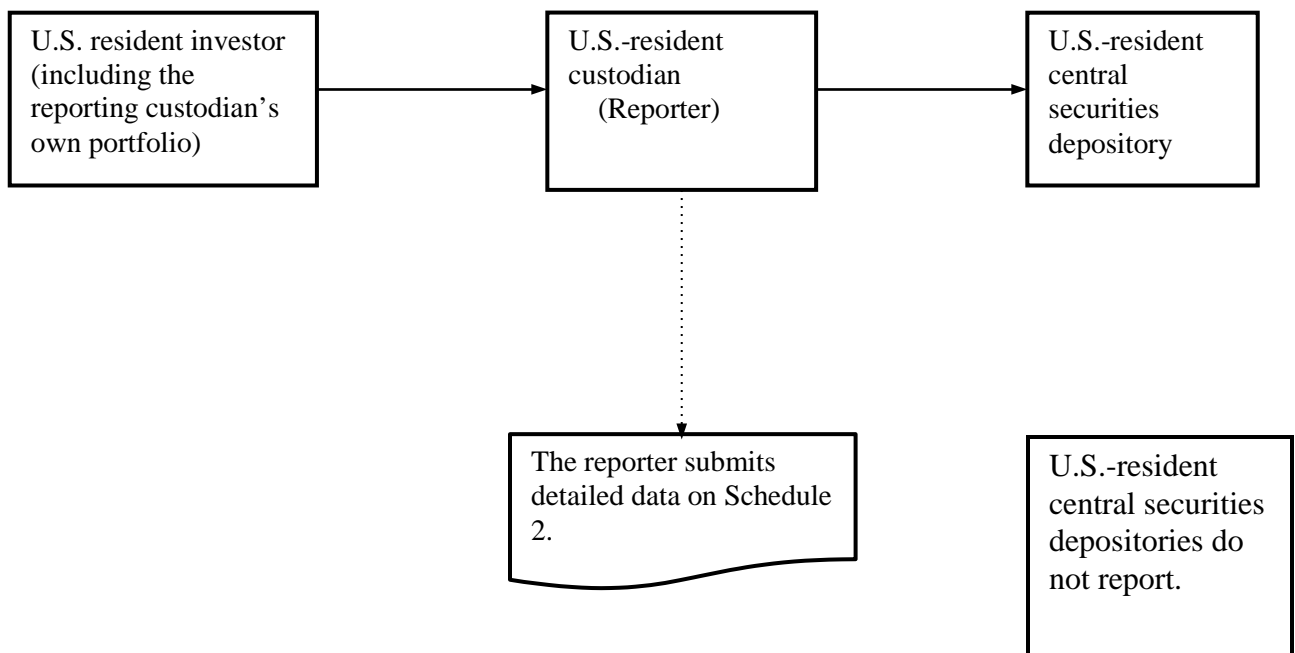 U.S. resident investor
(including the
reporting custodian’s
own portfolio)
U.S.-resident
custodian
(Reporter)
U.S.-resident
central
securities
depository
The reporter submits
detailed data on Schedule
2.
U.S.-resident
central securities
depositories do
not report.